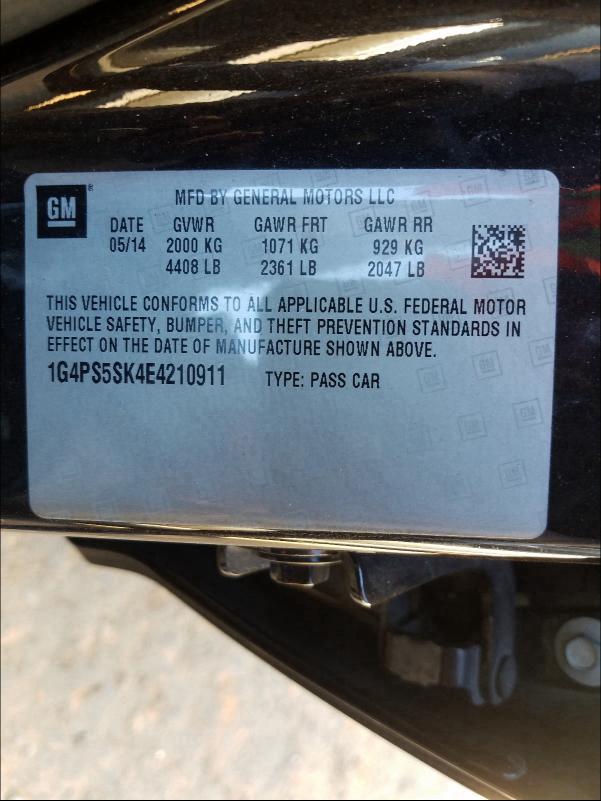 GM ®
MFD BY GENERAL MOTORS LLC
DATE GVWR GAWR FRT GAWR RR
05/14 2000 KG 1071 KG 929 KG
4408 LB 2361 LB 2047 LB
THIS VEHICLE CONFORMS TO ALL APPLICABLE U.S. FEDERAL MOTOR
VEHICLE SAFETY, BUMPER, AND THEFT PREVENTION STANDARDS IN
EFFECT ON THE DATE OF MANUFACTURE SHOWN ABOVE.
1G4PS5SK4E4210911 TYPE: PASS CAR